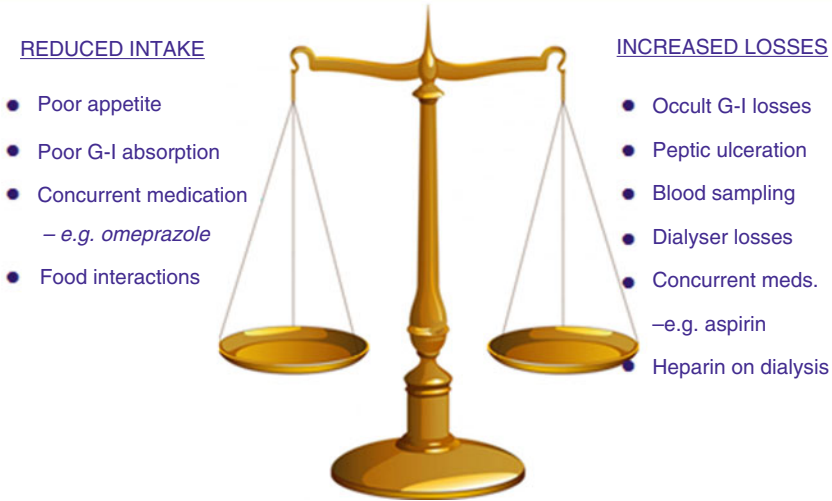 REDUCED INTAKE
• Poor appetite
• Poor G-I absorption
• Concurrent medication
– e.g. omeprazole
• Food interactions
INCREASED LOSSES
• Occult G-I losses
• Peptic ulceration
• Blood sampling
• Dialyser losses
• Concurrent meds.
–e.g. aspirin
• Heparin on dialysis